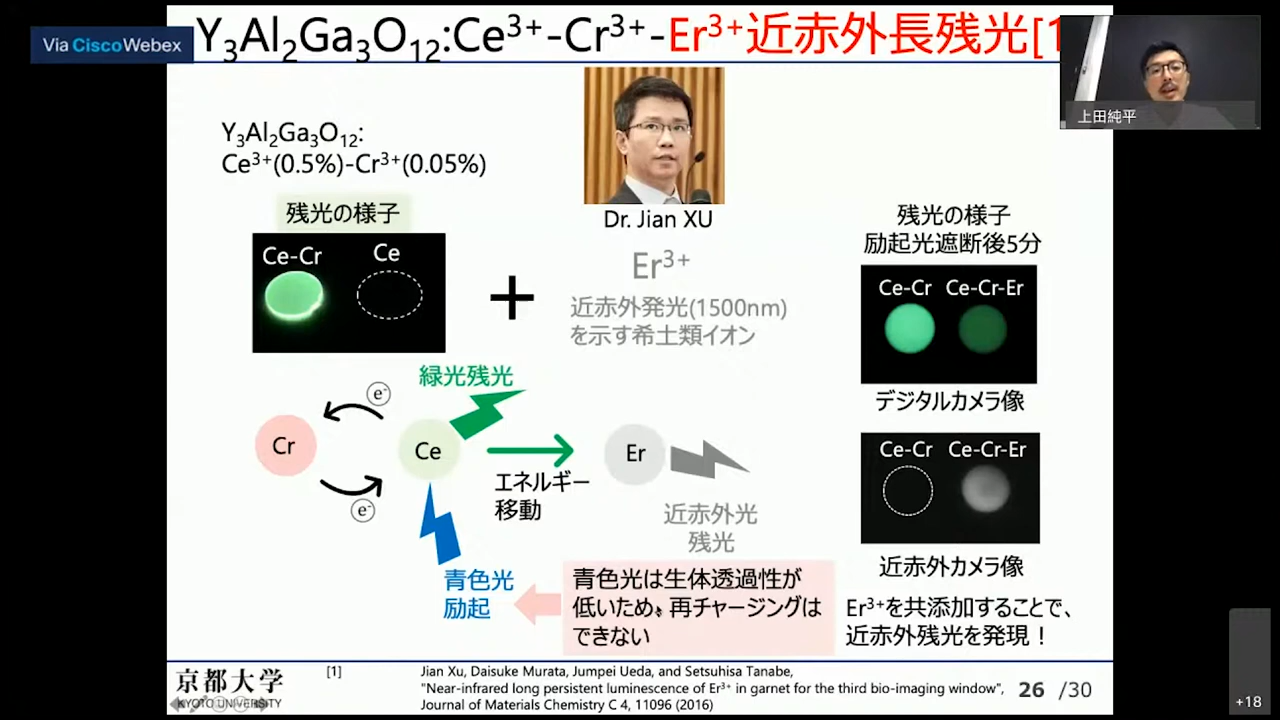 Via CiscoWebex
Y₃Al₂Ga₃O₁₂:Ce³⁺-Cr³⁺-Er³⁺近赤外長残光[1
上田純平
Y₃Al₂Ga₃O₁₂:
Ce³⁺(0.5%)-Cr³⁺(0.05%)
残光の様子
Ce-Cr Ce
+
Dr. Jian XU
Er³⁺
近赤外発光(1500nm)
を示す希土類イオン
残光の様子
励起光遮断後5分
Ce-Cr Ce-Cr-Er
デジタルカメラ像
Ce-Cr Ce-Cr-Er
近赤外カメラ像
緑光残光
e⁻
Cr
Ce
Er
e⁻
エネルギー
移動
近赤外光
残光
青色光
励起
青色光は生体透過性が
低いため、再チャージングは
できない
Er³⁺を共添加することで、
近赤外残光を発現！
京都大学
KYOTO UNIVERSITY
[1]
Jian Xu, Daisuke Murata, Jumpei Ueda, and Setsuhisa Tanabe,
"Near-infrared long persistent luminescence of Er³⁺ in garnet for the third bio-imaging window",
Journal of Materials Chemistry C 4, 11096 (2016)
26 /30
+18